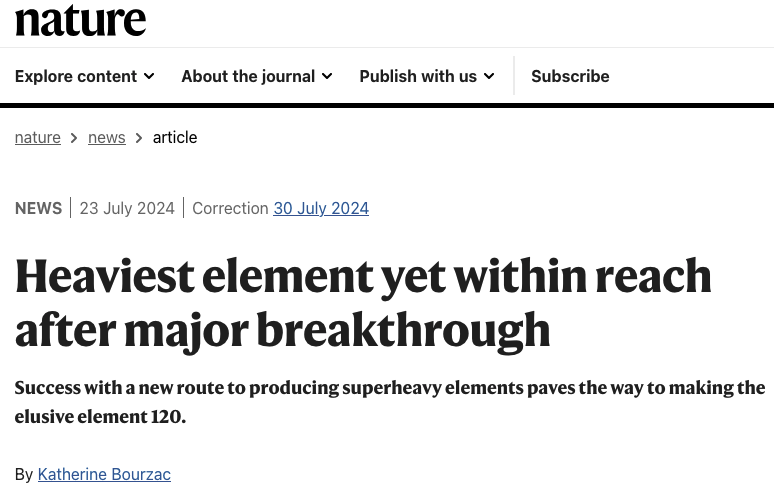 nature
Explore content About the journal Publish with us Subscribe
nature > news > article
NEWS | 23 July 2024 | Correction 30 July 2024
Heaviest element yet within reach
after major breakthrough
Success with a new route to producing superheavy elements paves the way to making the
elusive element 120.
By Katherine Bourzac